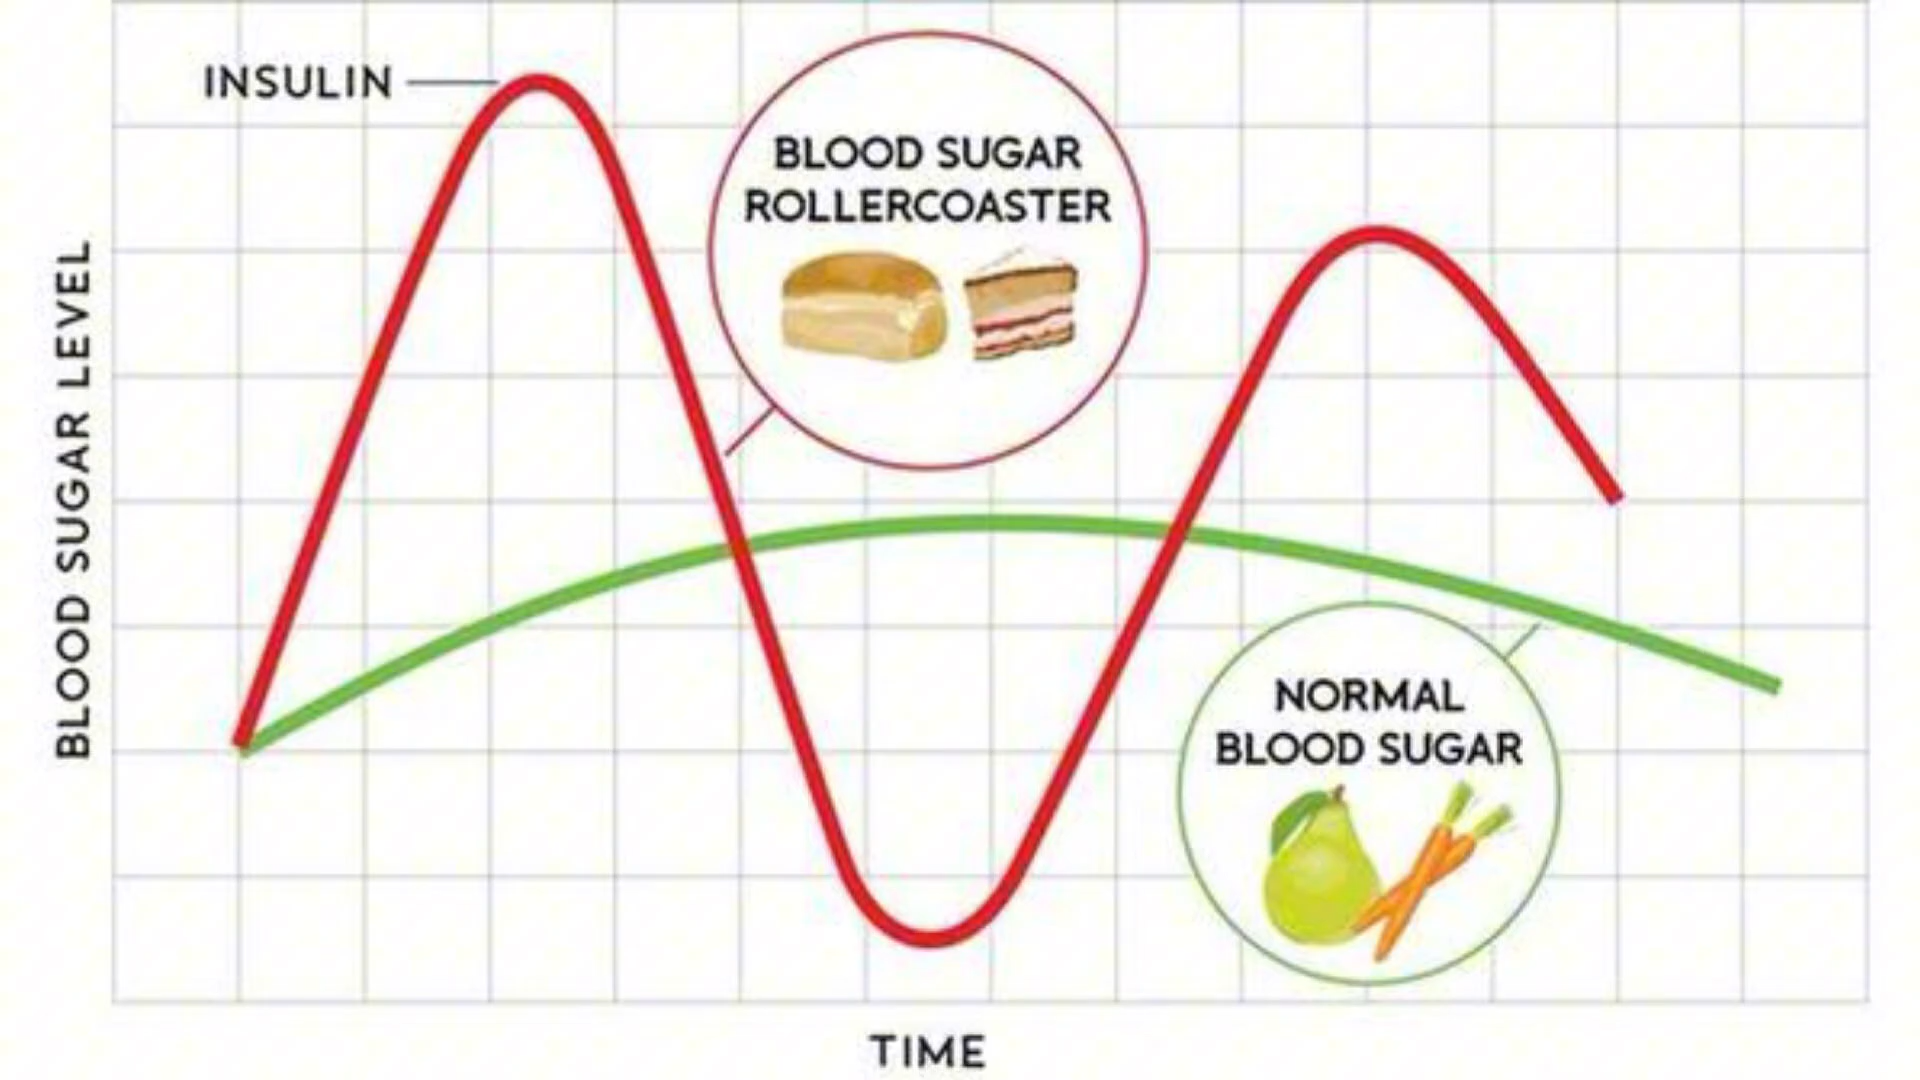 INSULIN
BLOOD SUGAR
ROLLERCOASTER
BLOOD SUGAR LEVEL
NORMAL
BLOOD SUGAR
TIME